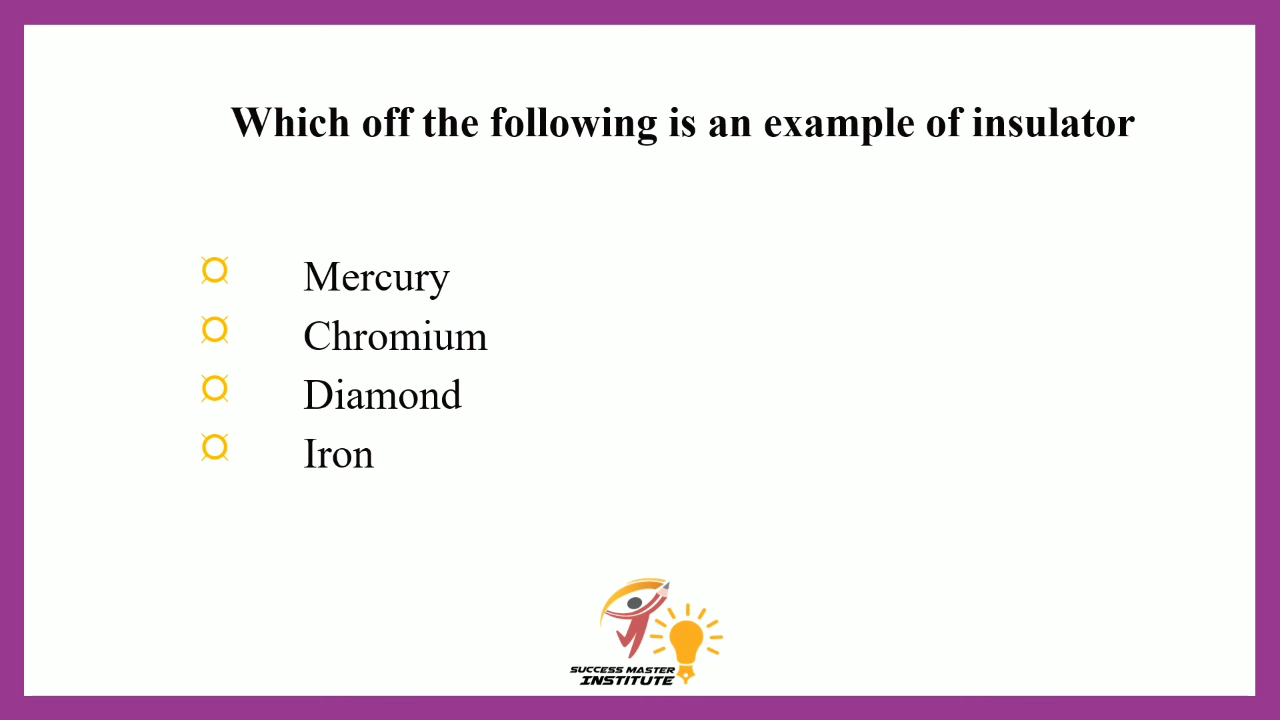 Which off the following is an example of insulator
¤ Mercury
¤ Chromium
¤ Diamond
¤ Iron
SUCCESS MASTER
INSTITUTE